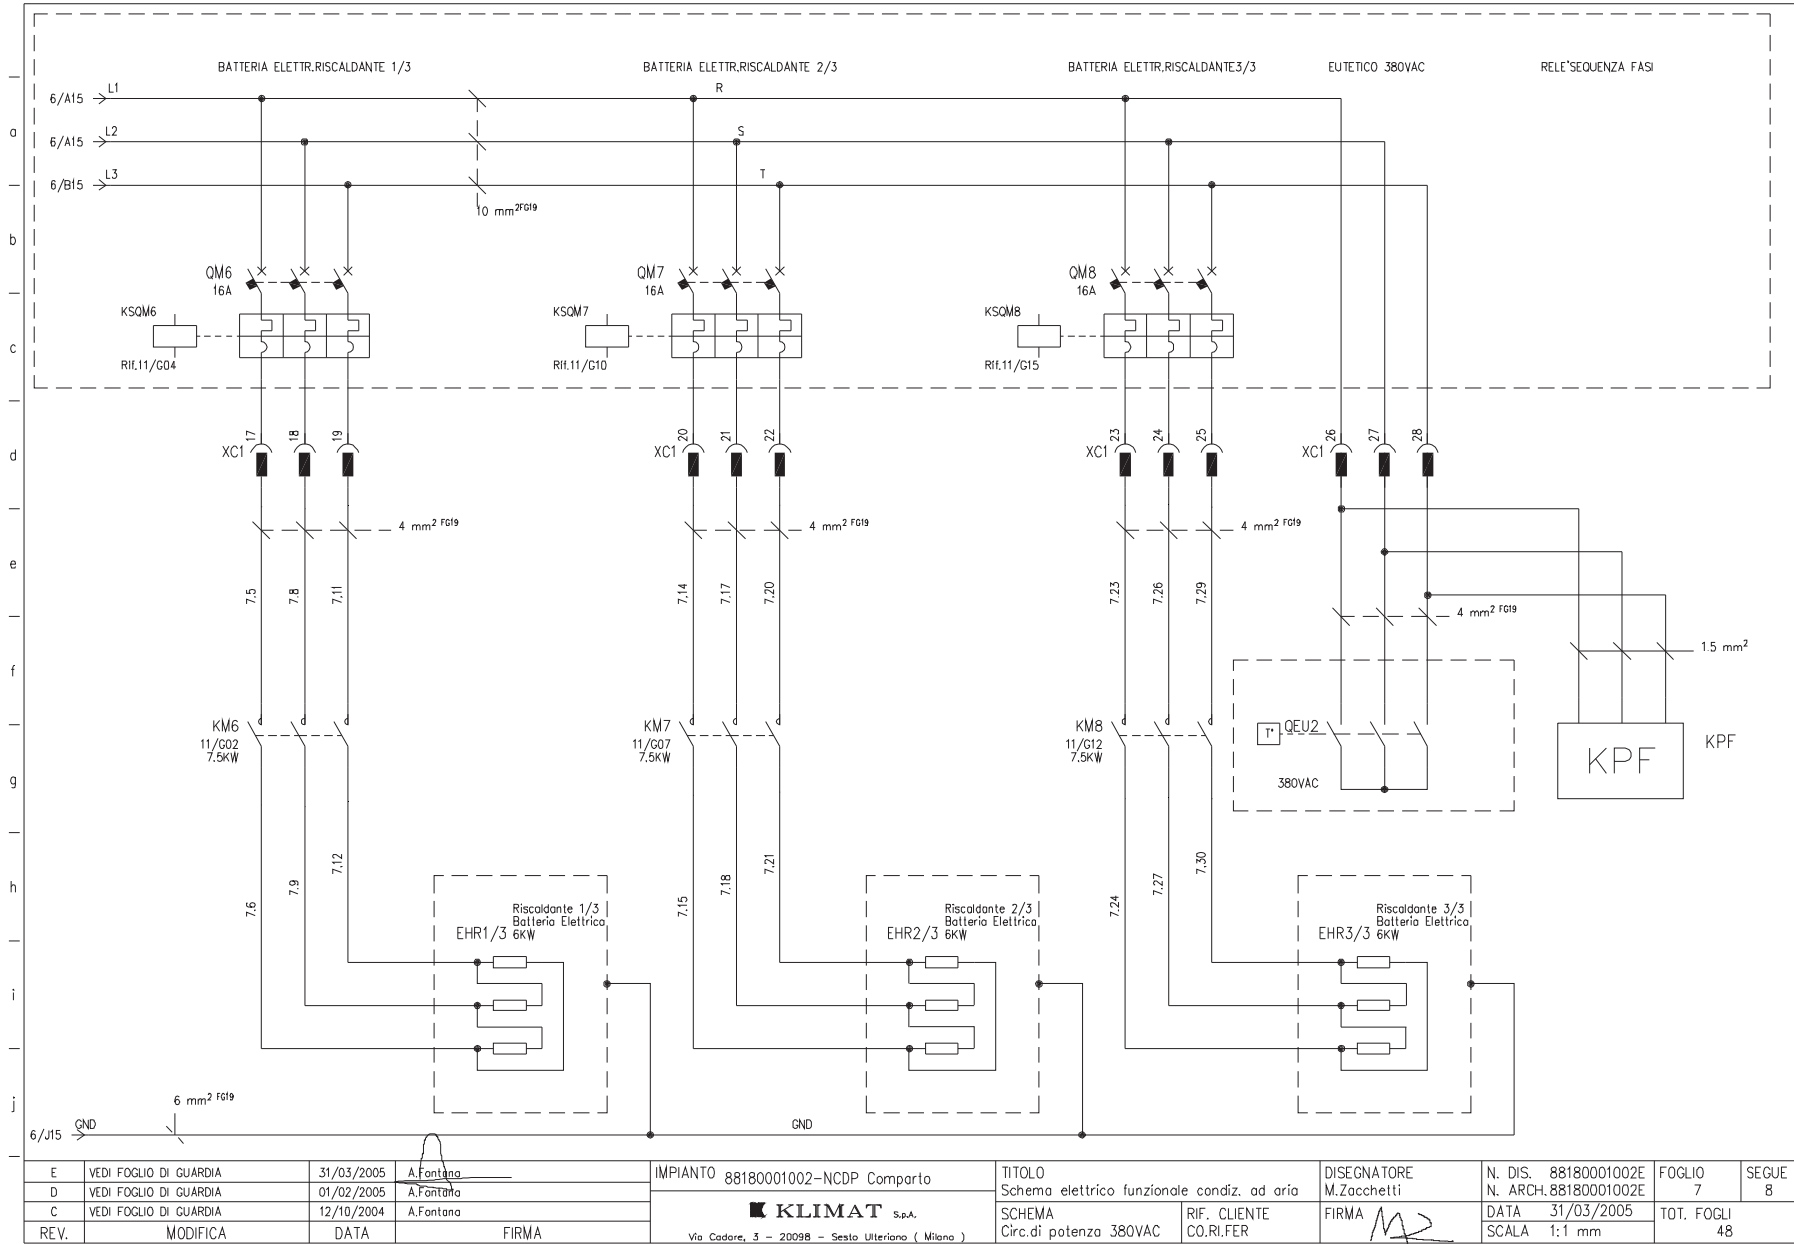 BATTERIA ELETTR.RISCALDANTE 1/3
BATTERIA ELETTR.RISCALDANTE 2/3
BATTERIA ELETTR.RISCALDANTE3/3
EUTETICO 380VAC
RELE'SEQUENZA FASI
6/A15 L1
R
a
6/A15 L2
S
6/B15 L3
T
10 mm²FG19
b
QM6
16A
QM7
16A
QM8
16A
KSQM6
KSQM7
KSQM8
c
Rif.11/G04
Rif.11/G10
Rif.11/G15
d
XC1 17 18 19
XC1 20 21 22
XC1 23 24 25
XC1 26 27 28
4 mm² FG19
4 mm² FG19
4 mm² FG19
e
7.5 7.8 7.11
7.14 7.17 7.20
7.23 7.26 7.29
4 mm² FG19
1.5 mm²
f
KM6
11/G02
7.5KW
KM7
11/G07
7.5KW
KM8
11/G12
7.5KW
T° QEU2
380VAC
KPF
KPF
g
h
7.6 7.9 7.12
7.15 7.18 7.21
7.24 7.27 7.30
Riscaldante 1/3
Batteria Elettrica
EHR1/3 6KW
Riscaldante 2/3
Batteria Elettrica
EHR2/3 6KW
Riscaldante 3/3
Batteria Elettrica
EHR3/3 6KW
i
j
6 mm² FG19
6/J15 GND
GND
E VEDI FOGLIO DI GUARDIA 31/03/2005 A.Fontana
D VEDI FOGLIO DI GUARDIA 01/02/2005 A.Fontana
C VEDI FOGLIO DI GUARDIA 12/10/2004 A.Fontana
REV. MODIFICA DATA FIRMA
IMPIANTO 88180001002-NCDP Comparto
KLIMAT S.p.A.
Via Cadore, 3 - 20098 - Sesto Ulteriano ( Milano )
TITOLO
Schema elettrico funzionale condiz. ad aria
SCHEMA
Circ.di potenza 380VAC
RIF. CLIENTE
CO.RI.FER
DISEGNATORE
M.Zacchetti
FIRMA
N. DIS. 88180001002E
N. ARCH.88180001002E
DATA 31/03/2005
SCALA 1:1 mm
FOGLIO
7
SEGUE
8
TOT. FOGLI
48